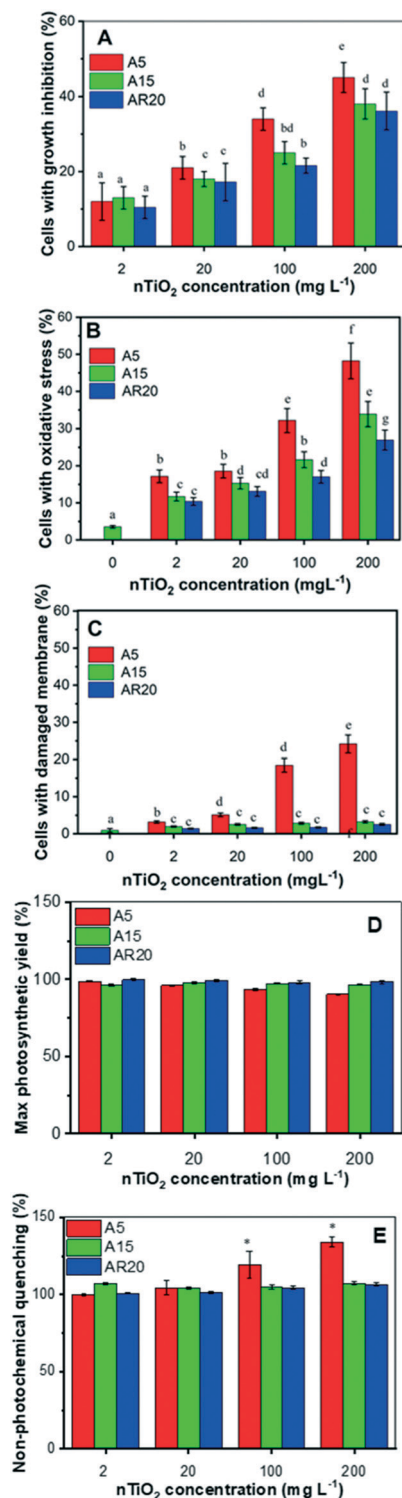 A
A5
A15
AR20
Cells with growth inhibition (%)
60
40
20
0
a a a
b c c
d bd b
e d d
2 20 100 200
nTiO₂ concentration (mg L⁻¹)
B
A5
A15
AR20
Cells with oxidative stress (%)
60
50
40
30
20
10
0
a
b c c
b d cd
e b d
f e g
0 2 20 100 200
nTiO₂ concentration (mgL⁻¹)
C
A5
A15
AR20
Cells with damaged membrane (%)
60
50
40
30
20
10
0
a
b c c
d c c
d c c
e c c
0 2 20 100 200
nTiO₂ concentration (mgL⁻¹)
D
A5
A15
AR20
Max photosynthetic yield (%)
150
100
50
0
2 20 100 200
nTiO₂ concentration (mg L⁻¹)
E
A5
A15
AR20
Non-photochemical quenching (%)
150
100
50
0
* *
2 20 100 200
nTiO₂ concentration (mg L⁻¹)